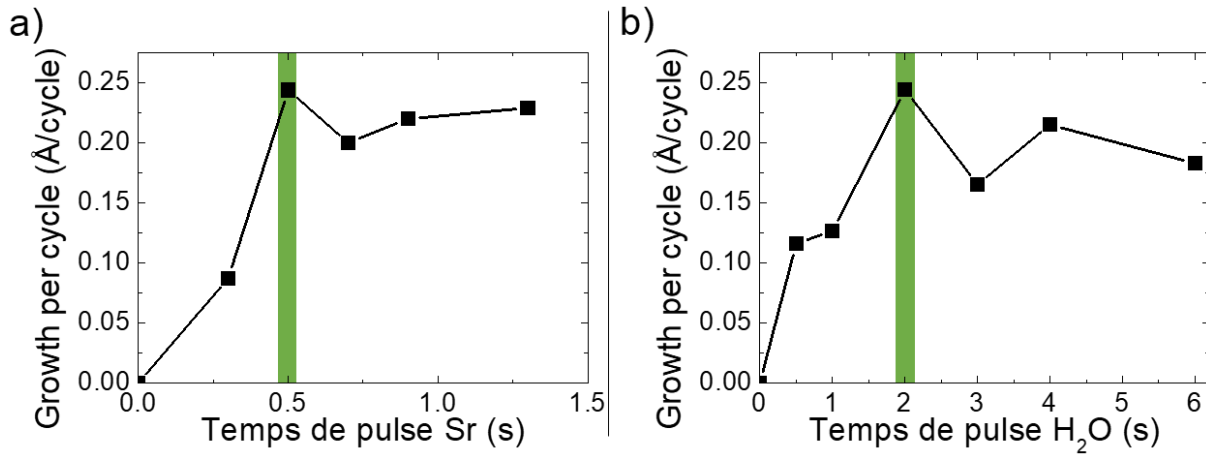 a)
Growth per cycle (Å/cycle)
0.25
0.20
0.15
0.10
0.05
0.00
0.0 0.5 1.0 1.5
Temps de pulse Sr (s)
b)
Growth per cycle (Å/cycle)
0.25
0.20
0.15
0.10
0.05
0.00
0 1 2 3 4 5 6
Temps de pulse H₂O (s)